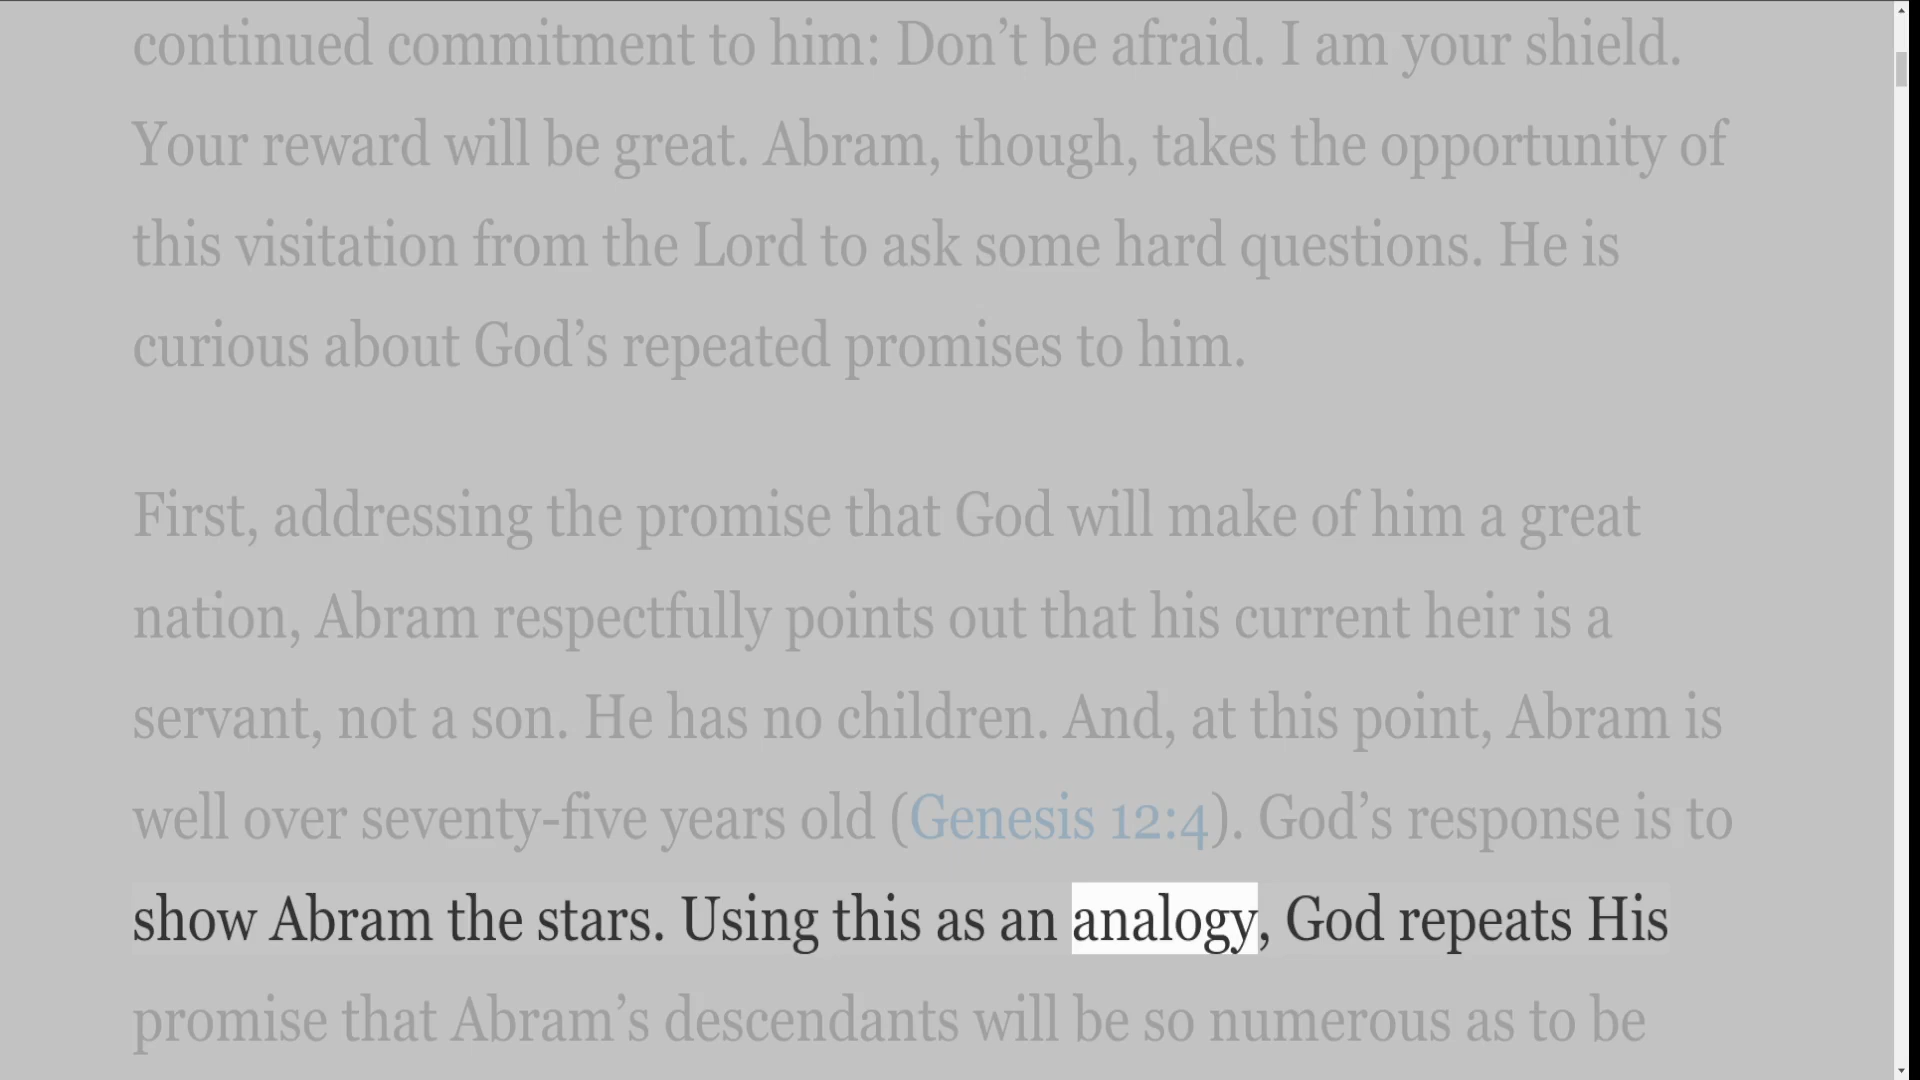 continued commitment to him: Don’t be afraid. I am your shield.
Your reward will be great. Abram, though, takes the opportunity of
this visitation from the Lord to ask some hard questions. He is
curious about God’s repeated promises to him.
First, addressing the promise that God will make of him a great
nation, Abram respectfully points out that his current heir is a
servant, not a son. He has no children. And, at this point, Abram is
well over seventy-five years old (Genesis 12:4). God’s response is to
show Abram the stars. Using this as an analogy, God repeats His
promise that Abram’s descendants will be so numerous as to be